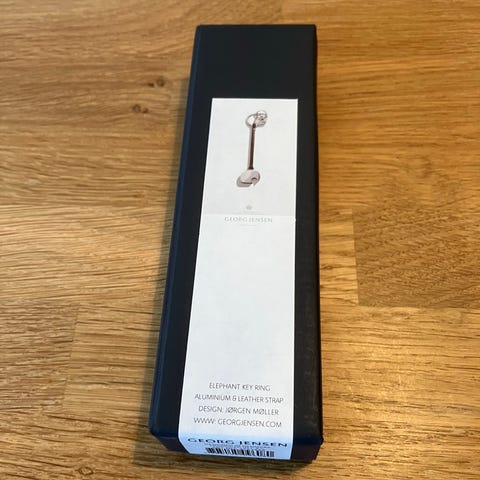 GEORG JENSEN
ELEPHANT KEY RING
ALUMINIUM & LEATHER STRAP
DESIGN: JØRGEN MØLLER
WWW: GEORGJENSEN.COM
GEORG JENSEN